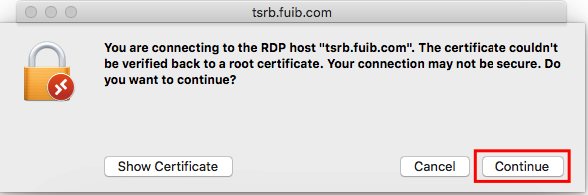 tsrb.fuib.com
You are connecting to the RDP host "tsrb.fuib.com". The certificate couldn't
be verified back to a root certificate. Your connection may not be secure. Do
you want to continue?
Show Certificate
Cancel
Continue